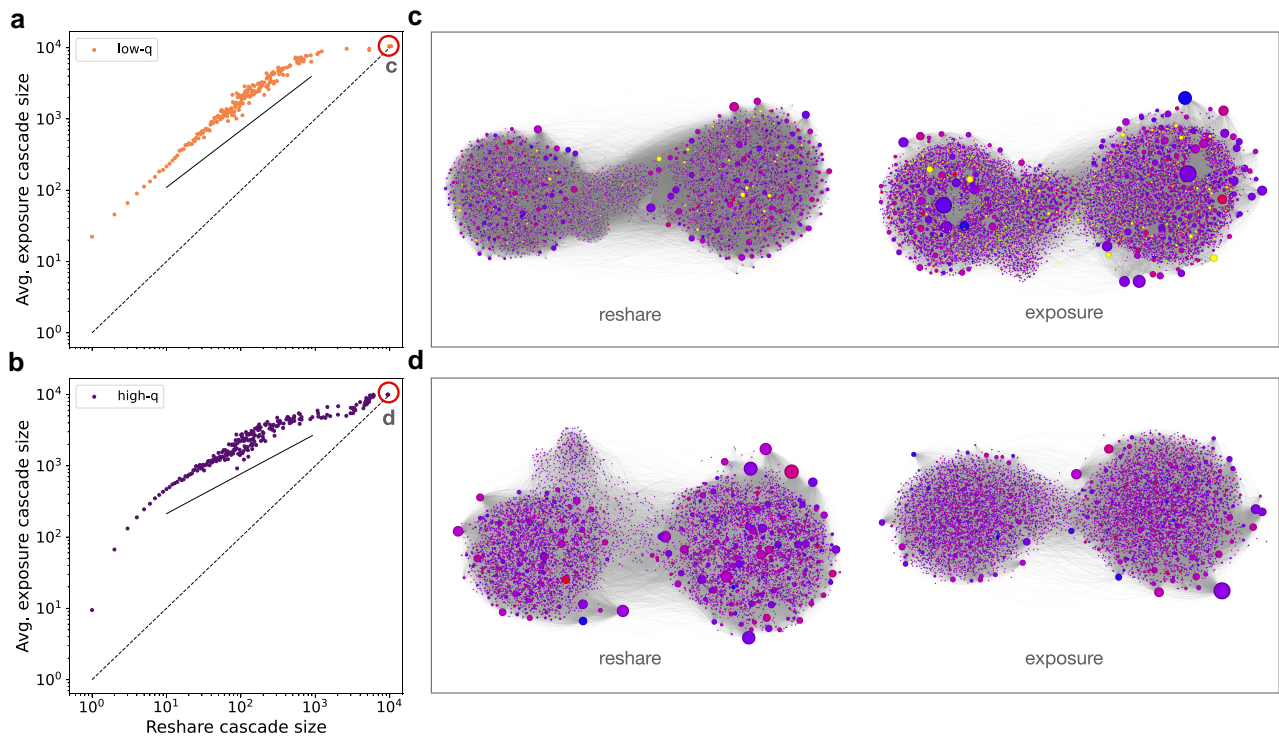 a
low-q
c
Avg. exposure cascade size
10⁴
10³
10²
10¹
10⁰
c
reshare
exposure
b
high-q
d
Avg. exposure cascade size
10⁴
10³
10²
10¹
10⁰
10⁰ 10¹ 10² 10³ 10⁴
Reshare cascade size
d
reshare
exposure